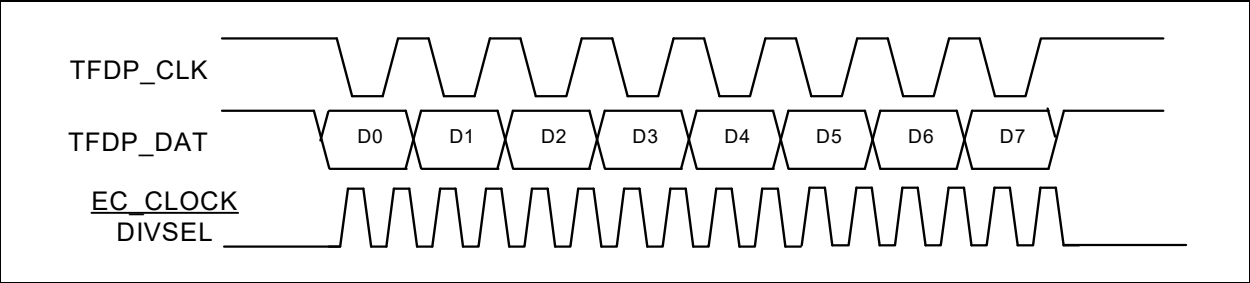 TFDP_CLK
TFDP_DAT
D0 D1 D2 D3 D4 D5 D6 D7
EC_CLOCK
DIVSEL